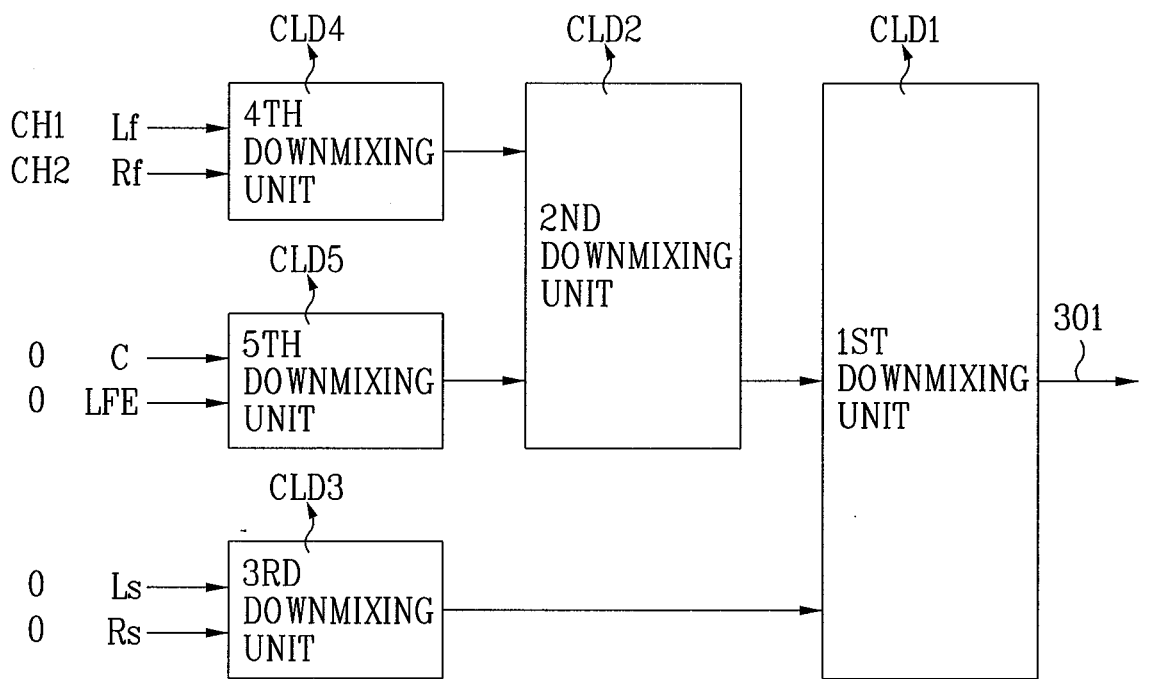 CLD4
CLD2
CLD1
CH1 Lf
CH2 Rf
4TH
DOWNMIXING
UNIT
2ND
DOWNMIXING
UNIT
CLD5
0 C
0 LFE
5TH
DOWNMIXING
UNIT
1ST
DOWNMIXING
UNIT
301
CLD3
0 Ls
0 Rs
3RD
DOWNMIXING
UNIT